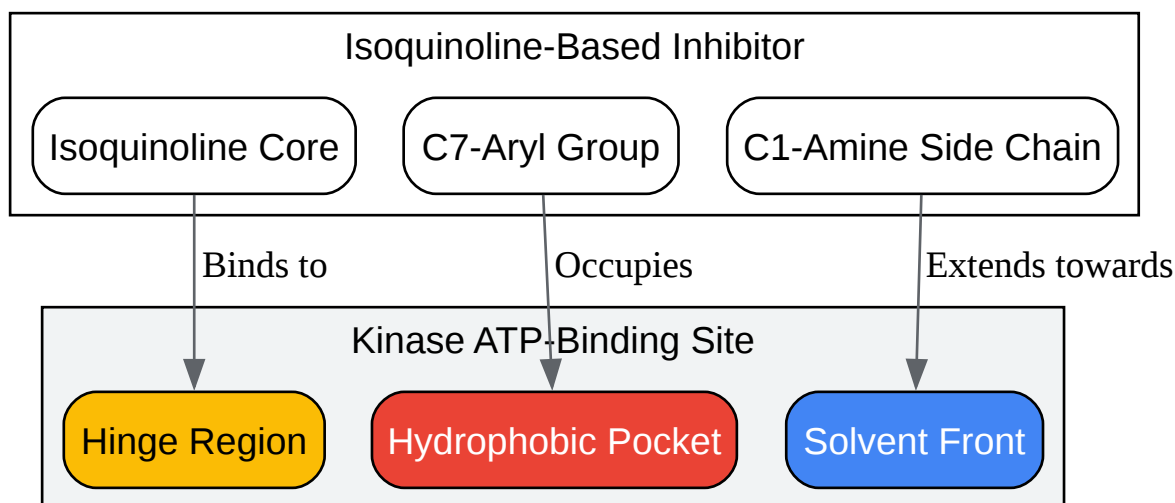 Isoquinoline-Based Inhibitor
Isoquinoline Core
C7-Aryl Group
C1-Amine Side Chain
Binds to
Occupies
Extends towards
Kinase ATP-Binding Site
Hinge Region
Hydrophobic Pocket
Solvent Front